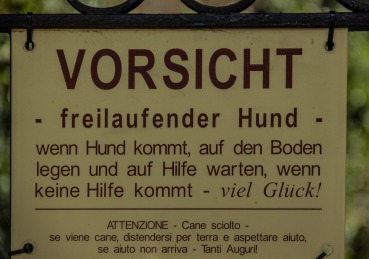 VORSICHT
- freilaufender Hund -
wenn Hund kommt, auf den Boden
legen und auf Hilfe warten, wenn
keine Hilfe kommt - viel Glück!
ATTENZIONE - Cane sciolto -
se viene cane, distendersi per terra e aspettare aiuto,
se aiuto non arriva - Tanti Auguri!